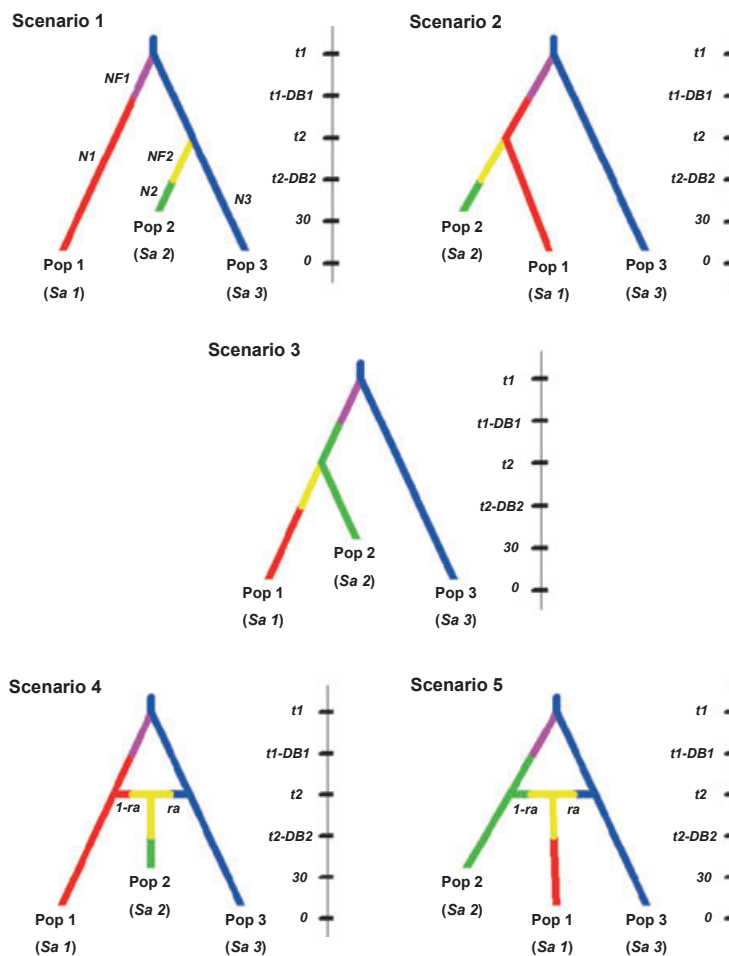 Scenario 1
NF1
N1
NF2
N2
N3
Pop 1
(Sa 1)
Pop 2
(Sa 2)
Pop 3
(Sa 3)
t1
t1-DB1
t2
t2-DB2
30
0
Scenario 2
Pop 2
(Sa 2)
Pop 1
(Sa 1)
Pop 3
(Sa 3)
t1
t1-DB1
t2
t2-DB2
30
0
Scenario 3
Pop 1
(Sa 1)
Pop 2
(Sa 2)
Pop 3
(Sa 3)
t1
t1-DB1
t2
t2-DB2
30
0
Scenario 4
1-ra
ra
Pop 1
(Sa 1)
Pop 2
(Sa 2)
Pop 3
(Sa 3)
t1
t1-DB1
t2
t2-DB2
30
0
Scenario 5
1-ra
ra
Pop 2
(Sa 2)
Pop 1
(Sa 1)
Pop 3
(Sa 3)
t1
t1-DB1
t2
t2-DB2
30
0